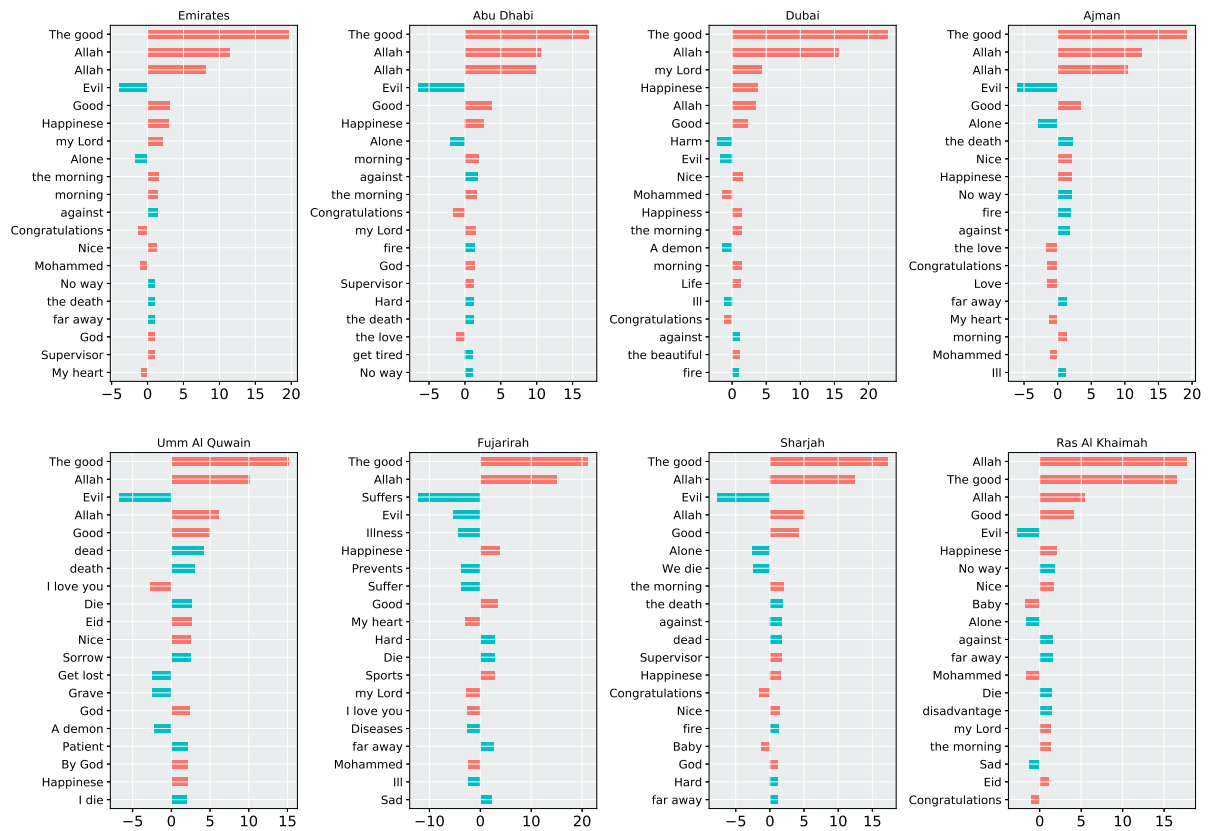 Emirates
The good
Allah
Allah
Evil
Good
Happinese
my Lord
Alone
the morning
morning
against
Congratulations
Nice
Mohammed
No way
the death
far away
God
Supervisor
My heart
−5 0 5 10 15 20
Abu Dhabi
The good
Allah
Allah
Evil
Good
Happinese
Alone
morning
against
the morning
Congratulations
my Lord
fire
God
Supervisor
Hard
the death
the love
get tired
No way
−5 0 5 10 15
Dubai
The good
Allah
my Lord
Happinese
Allah
Good
Harm
Evil
Nice
Mohammed
Happiness
the morning
A demon
morning
Life
Ill
Congratulations
against
the beautiful
fire
0 5 10 15 20
Ajman
The good
Allah
Allah
Evil
Good
Alone
the death
Nice
Happinese
No way
fire
against
the love
Congratulations
Love
far away
My heart
morning
Mohammed
Ill
−5 0 5 10 15 20
Umm Al Quwain
The good
Allah
Evil
Allah
Good
dead
death
I love you
Die
Eid
Nice
Sorrow
Get lost
Grave
God
A demon
Patient
By God
Happinese
I die
−5 0 5 10 15
Fujarirah
The good
Allah
Suffers
Evil
Illness
Happinese
Prevents
Suffer
Good
My heart
Hard
Die
Sports
my Lord
I love you
Diseases
far away
Mohammed
Ill
Sad
−10 0 10 20
Sharjah
The good
Allah
Evil
Allah
Good
Alone
We die
the morning
the death
against
dead
Supervisor
Happinese
Congratulations
Nice
fire
Baby
God
Hard
far away
−5 0 5 10 15
Ras Al Khaimah
Allah
The good
Allah
Good
Evil
Happinese
No way
Nice
Baby
Alone
against
far away
Mohammed
Die
disadvantage
my Lord
the morning
Sad
Eid
Congratulations
0 5 10 15